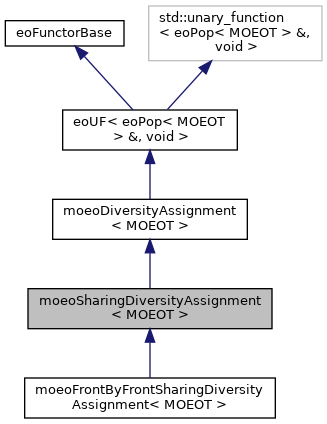 eoFunctorBase
std::unary_function
< eoPop< MOEOT > &,
void >
eoUF< eoPop< MOEOT
> &, void >
moeoDiversityAssignment
< MOEOT >
moeoSharingDiversityAssignment
< MOEOT >
moeoFrontByFrontSharingDiversity
Assignment< MOEOT >